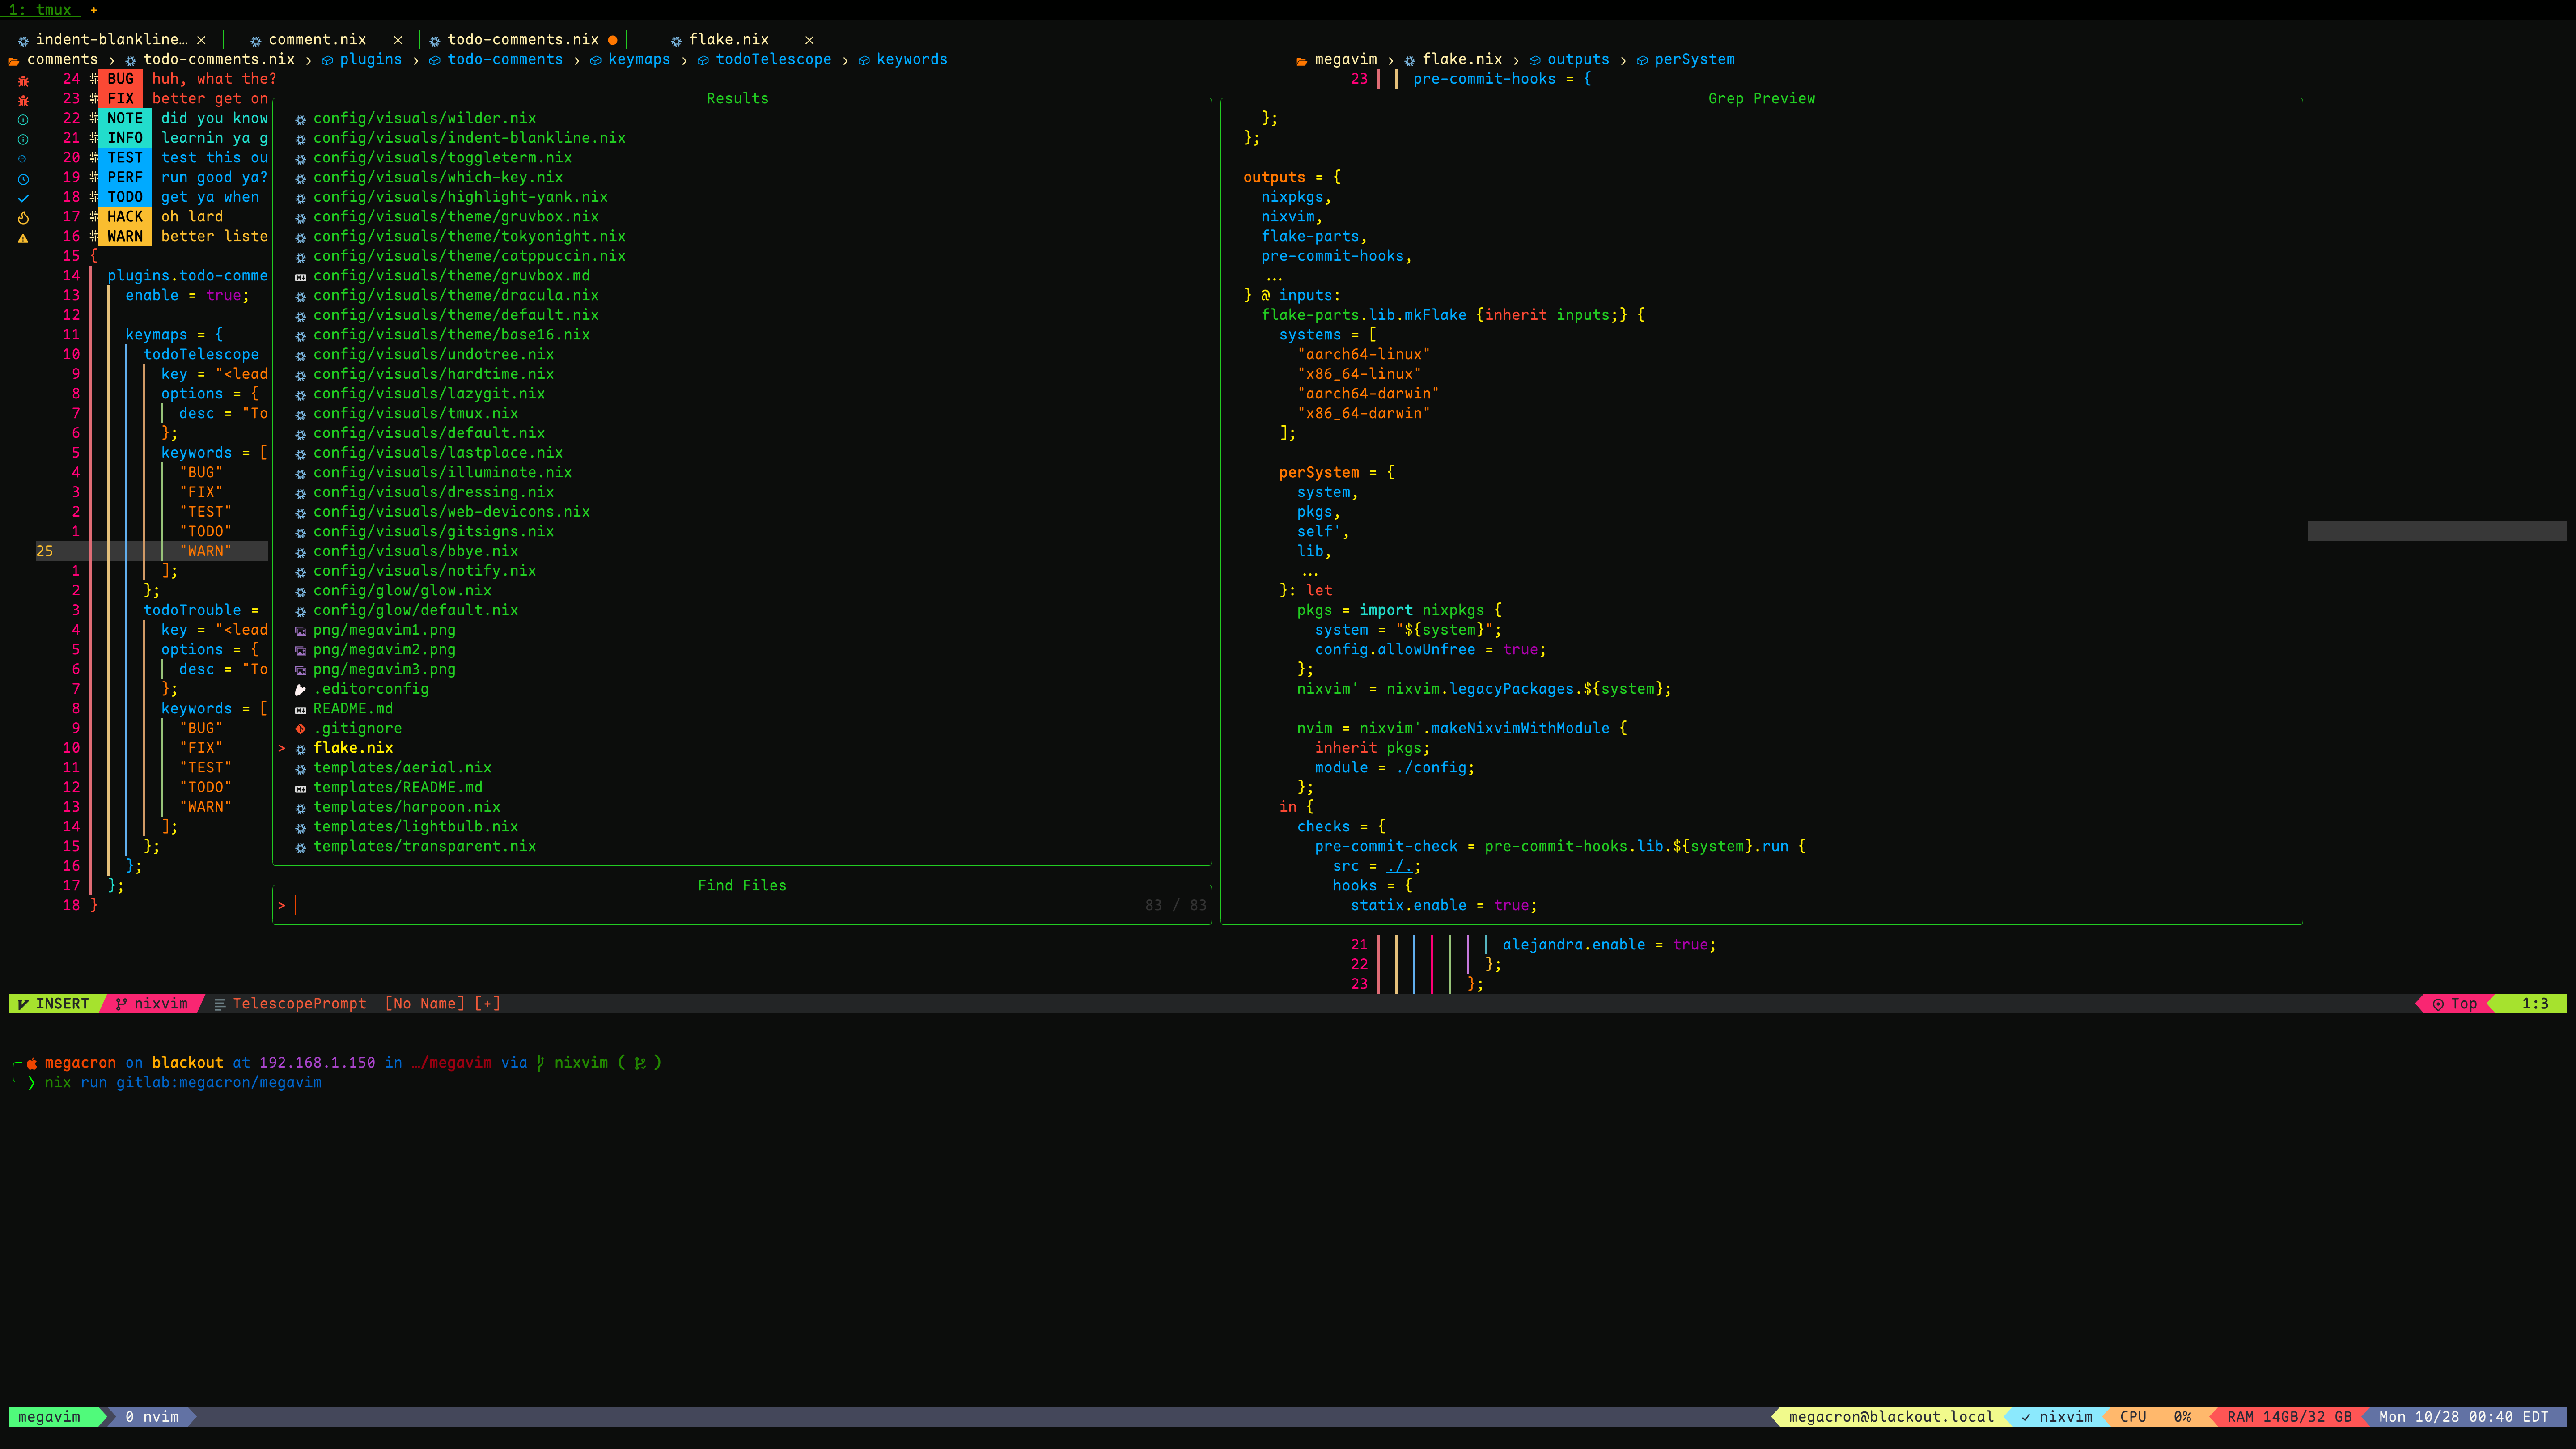 1: tmux +
indent-blankline… × comment.nix × todo-comments.nix ● flake.nix ×
comments › todo-comments.nix › plugins › todo-comments › keymaps › todoTelescope › keywords
megavim › flake.nix › outputs › perSystem
24 # BUG huh, what the?
23 # FIX better get on
22 # NOTE did you know
21 # INFO learnin ya g
20 # TEST test this ou
19 # PERF run good ya?
18 # TODO get ya when
17 # HACK oh lard
16 # WARN better liste
15 {
14 plugins.todo-comme
13 enable = true;
12
11 keymaps = {
10 todoTelescope
9 key = "<lead
8 options = {
7 desc = "To
6 };
5 keywords = [
4 "BUG"
3 "FIX"
2 "TEST"
1 "TODO"
25 "WARN"
1 ];
2 };
3 todoTrouble =
4 key = "<lead
5 options = {
6 desc = "To
7 };
8 keywords = [
9 "BUG"
10 "FIX"
11 "TEST"
12 "TODO"
13 "WARN"
14 ];
15 };
16 };
17 };
18 }
Results
config/visuals/wilder.nix
config/visuals/indent-blankline.nix
config/visuals/toggleterm.nix
config/visuals/which-key.nix
config/visuals/highlight-yank.nix
config/visuals/theme/gruvbox.nix
config/visuals/theme/tokyonight.nix
config/visuals/theme/catppuccin.nix
config/visuals/theme/gruvbox.md
config/visuals/theme/dracula.nix
config/visuals/theme/default.nix
config/visuals/theme/base16.nix
config/visuals/undotree.nix
config/visuals/hardtime.nix
config/visuals/lazygit.nix
config/visuals/tmux.nix
config/visuals/default.nix
config/visuals/lastplace.nix
config/visuals/illuminate.nix
config/visuals/dressing.nix
config/visuals/web-devicons.nix
config/visuals/gitsigns.nix
config/visuals/bbye.nix
config/visuals/notify.nix
config/glow/glow.nix
config/glow/default.nix
png/megavim1.png
png/megavim2.png
png/megavim3.png
.editorconfig
README.md
.gitignore
> flake.nix
templates/aerial.nix
templates/README.md
templates/harpoon.nix
templates/lightbulb.nix
templates/transparent.nix
Find Files
> 83 / 83
23 pre-commit-hooks = {
Grep Preview
};
};
outputs = {
nixpkgs,
nixvim,
flake-parts,
pre-commit-hooks,
...
} @ inputs:
flake-parts.lib.mkFlake {inherit inputs;} {
systems = [
"aarch64-linux"
"x86_64-linux"
"aarch64-darwin"
"x86_64-darwin"
];
perSystem = {
system,
pkgs,
self',
lib,
...
}: let
pkgs = import nixpkgs {
system = "${system}";
config.allowUnfree = true;
};
nixvim' = nixvim.legacyPackages.${system};
nvim = nixvim'.makeNixvimWithModule {
inherit pkgs;
module = ./config;
};
in {
checks = {
pre-commit-check = pre-commit-hooks.lib.${system}.run {
src = ./.;
hooks = {
statix.enable = true;
21 alejandra.enable = true;
22 };
23 };
INSERT nixvim TelescopePrompt [No Name] [+] Top 1:3
megacron on blackout at 192.168.1.150 in …/megavim via nixvim ( )
nix run gitlab:megacron/megavim
megavim 0 nvim megacron@blackout.local ✓ nixvim CPU 0% RAM 14GB/32 GB Mon 10/28 00:40 EDT